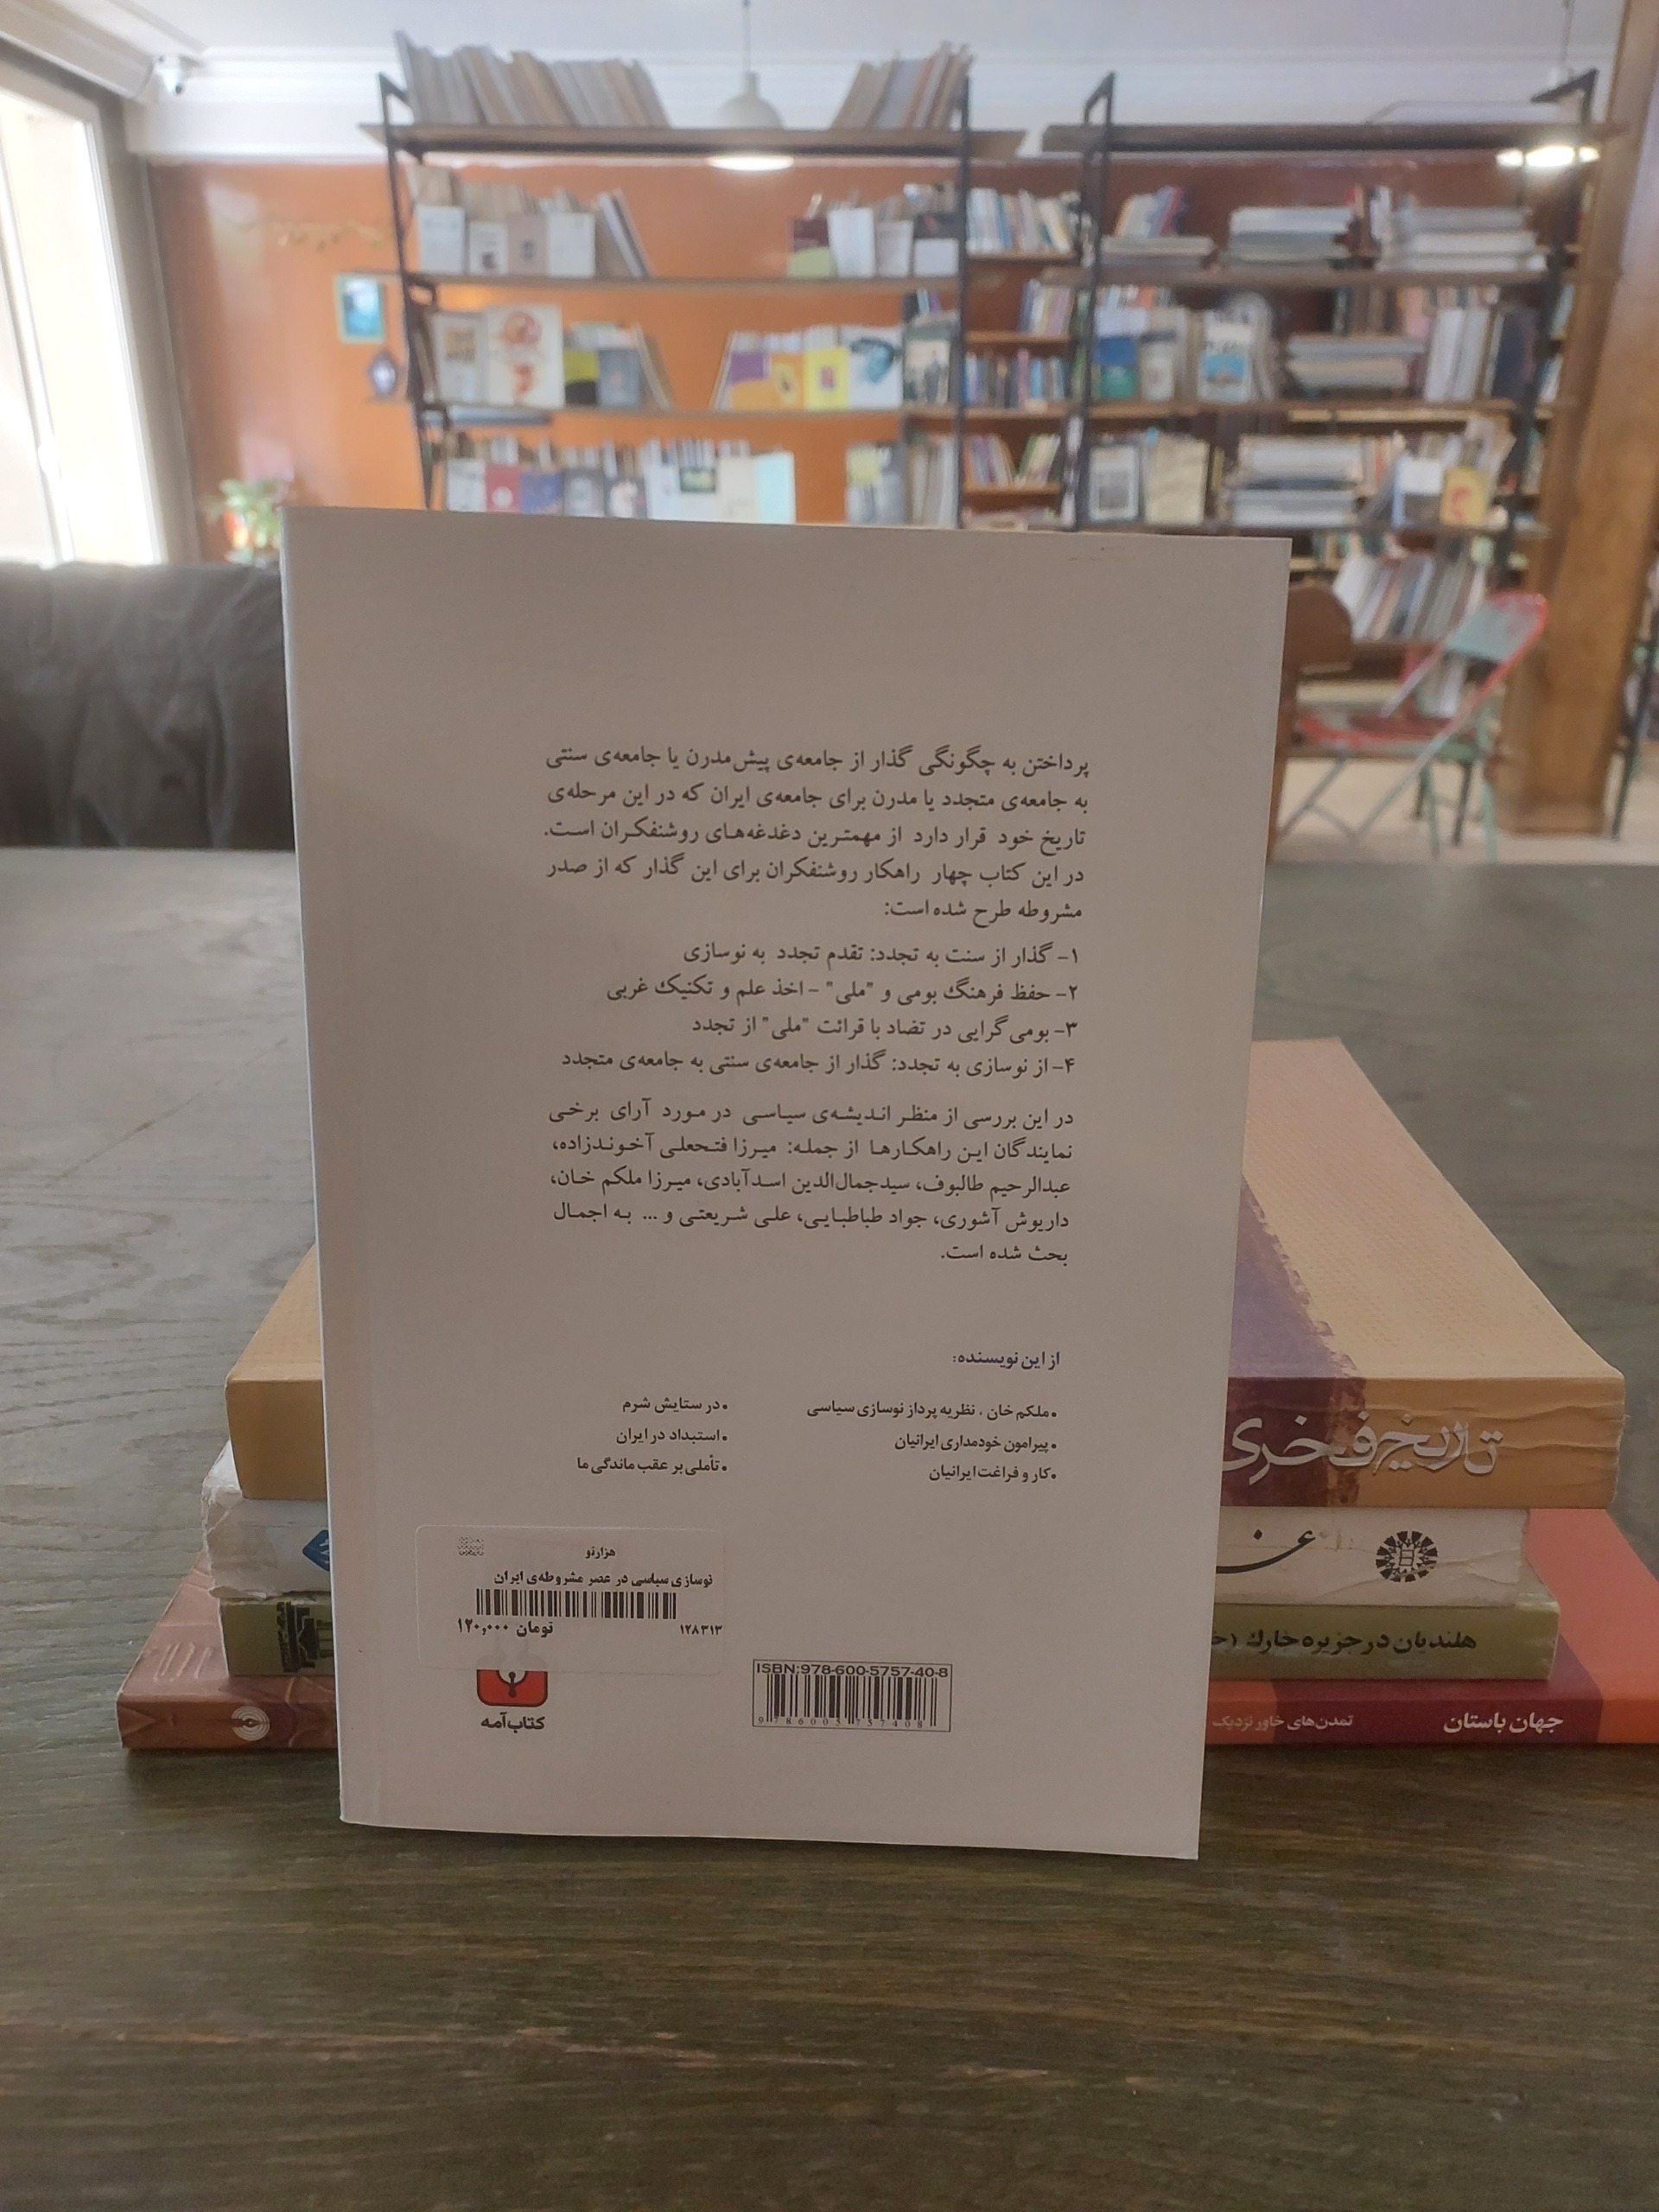 پرداختن به چگونگی گذار از جامعه‌ی پیش‌مدرن یا جامعه‌ی سنتی
به جامعه‌ی متجدد یا مدرن برای جامعه‌ی ایران که در این مرحله‌ی
تاریخ خود قرار دارد از مهمترین دغدغه‌های روشنفکران است.
در این کتاب چهار راهکار روشنفکران برای این گذار که از صدر
مشروطه طرح شده است:
۱- گذار از سنت به تجدد: تقدم تجدد به نوسازی
۲- حفظ فرهنگ بومی و "ملی" - اخذ علم و تکنیک غربی
۳- بومی‌گرایی در تضاد با قرائت "ملی" از تجدد
۴- از نوسازی به تجدد: گذار از جامعه‌ی سنتی به جامعه‌ی متجدد
در این بررسی از منظر اندیشه‌ی سیاسی در مورد آرای برخی
نمایندگان این راهکارها از جمله: میرزا فتحعلی آخوندزاده،
عبدالرحیم طالبوف، سیدجمال‌الدین اسدآبادی، میرزا ملکم خان،
داریوش آشوری، جواد طباطبایی، علی شریعتی و ... به اجمال
بحث شده است.
از این نویسنده:
• ملکم خان، نظریه پرداز نوسازی سیاسی
• پیرامون خودمداری ایرانیان
• کار و فراغت ایرانیان
• در ستایش شرم
• استبداد در ایران
• تأملی بر عقب ماندگی ما
هزارتو
نوسازی سیاسی در عصر مشروطه‌ی ایران
۱۲۸۳۱۳
۱۲۰,۰۰۰ تومان
کتاب آمه
ISBN:978-600-5757-40-8
9786005757408
تاریخ فخری
هلندیان در جزیره خارک (خ
جهان باستان
تمدن‌های خاور نزدیک